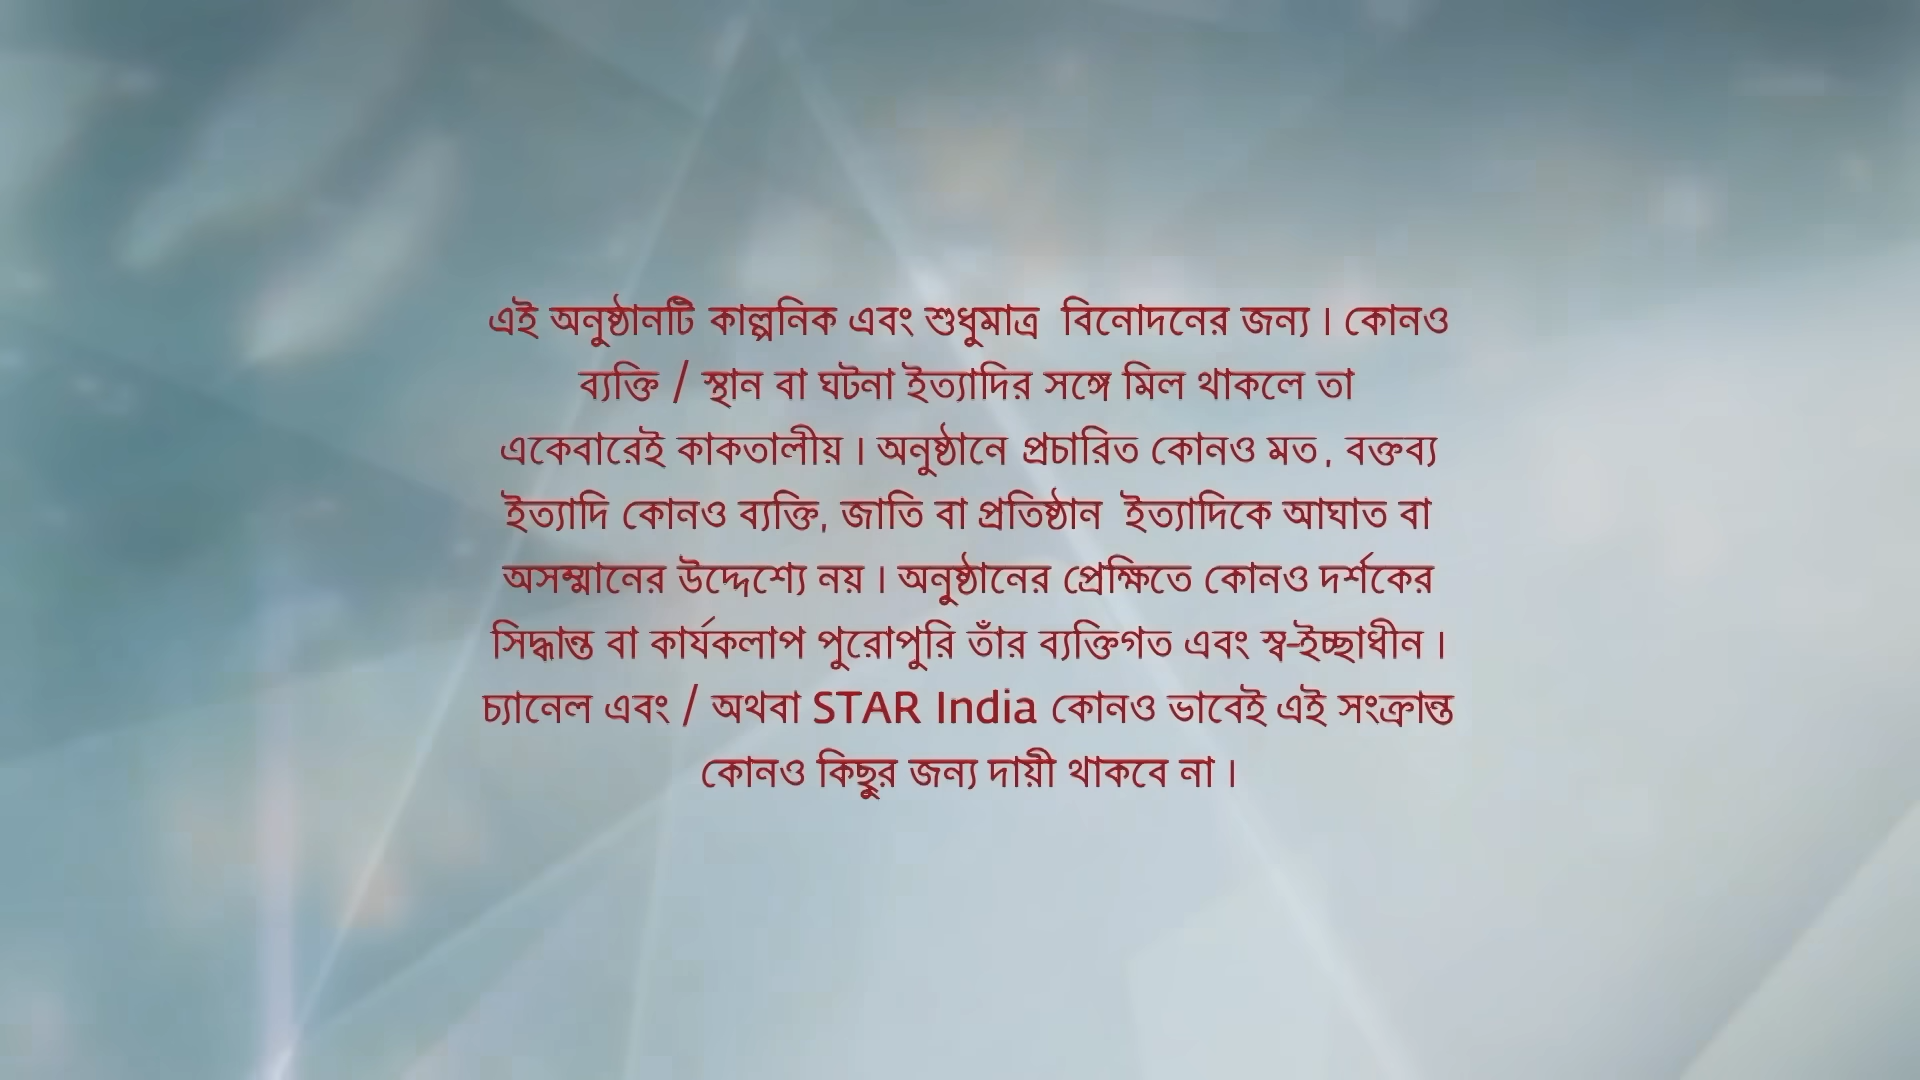 এই অনুষ্ঠানটি কাল্পনিক এবং শুধুমাত্র বিনোদনের জন্য । কোনও
ব্যক্তি / স্থান বা ঘটনা ইত্যাদির সঙ্গে মিল থাকলে তা
একেবারেই কাকতালীয় । অনুষ্ঠানে প্রচারিত কোনও মত , বক্তব্য
ইত্যাদি কোনও ব্যক্তি, জাতি বা প্রতিষ্ঠান ইত্যাদিকে আঘাত বা
অসম্মানের উদ্দেশ্যে নয় । অনুষ্ঠানের প্রেক্ষিতে কোনও দর্শকের
সিদ্ধান্ত বা কার্যকলাপ পুরোপুরি তাঁর ব্যক্তিগত এবং স্ব-ইচ্ছাধীন ।
চ্যানেল এবং / অথবা STAR India কোনও ভাবেই এই সংক্রান্ত
কোনও কিছুর জন্য দায়ী থাকবে না ।